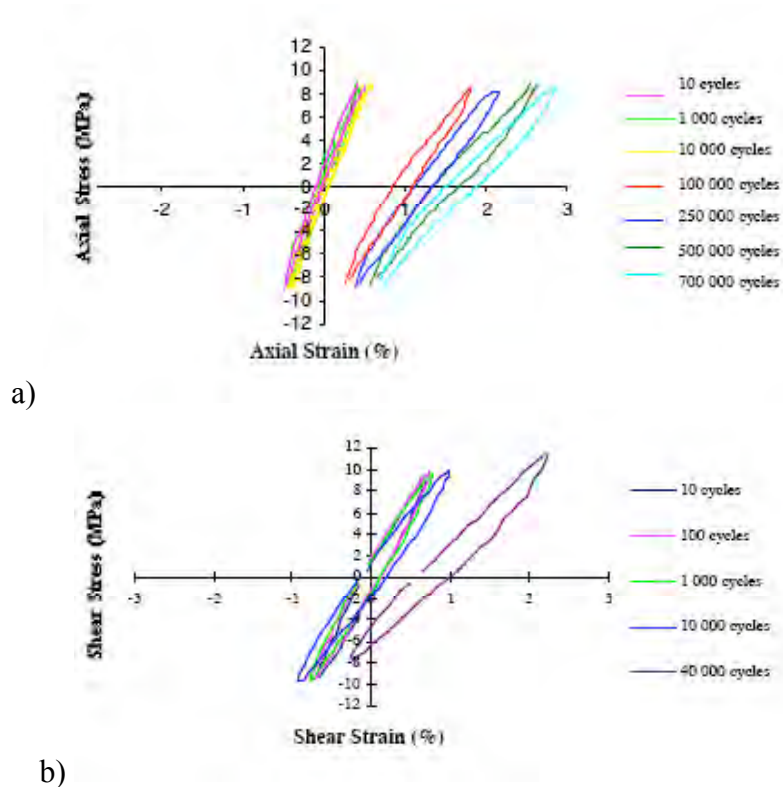 12
10
8
6
4
2
0
-2
-4
-6
-8
-10
-12
-2
-1
0
1
2
3
Axial Stress (MPa)
Axial Strain (%)
10 cycles
1 000 cycles
10 000 cycles
100 000 cycles
250 000 cycles
500 000 cycles
700 000 cycles
a)
12
10
8
6
4
2
0
-2
-4
-6
-8
-10
-12
-3
-2
-1
0
1
2
3
Shear Stress (MPa)
Shear Strain (%)
10 cycles
100 cycles
1 000 cycles
10 000 cycles
40 000 cycles
b)